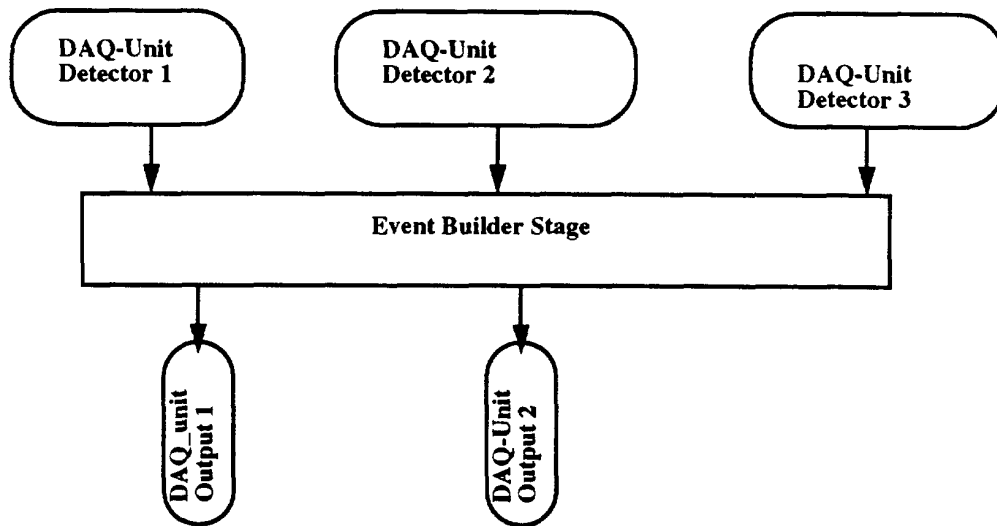 DAQ-Unit
Detector 1
DAQ-Unit
Detector 2
DAQ-Unit
Detector 3
Event Builder Stage
DAQ_unit
Output 1
DAQ-Unit
Output 2